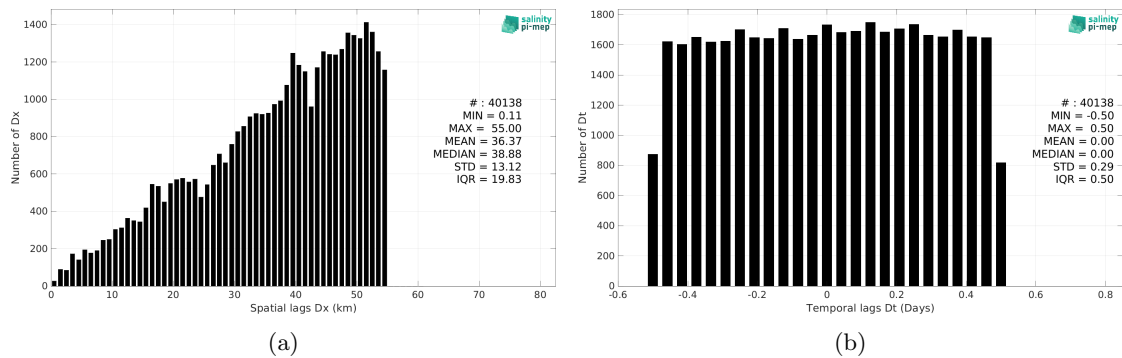 1400
1200
1000
800
600
400
200
0
0
10
20
30
40
50
60
70
80
Number of Dx
Spatial lags Dx (km)
salinity
pi-mep
# : 40138
MIN = 0.11
MAX = 55.00
MEAN = 36.37
MEDIAN = 38.88
STD = 13.12
IQR = 19.83
(a)
1800
1600
1400
1200
1000
800
600
400
200
0
-0.6
-0.4
-0.2
0
0.2
0.4
0.6
0.8
Number of Dt
Temporal lags Dt (Days)
salinity
pi-mep
# : 40138
MIN = -0.50
MAX = 0.50
MEAN = 0.00
MEDIAN = 0.00
STD = 0.29
IQR = 0.50
(b)